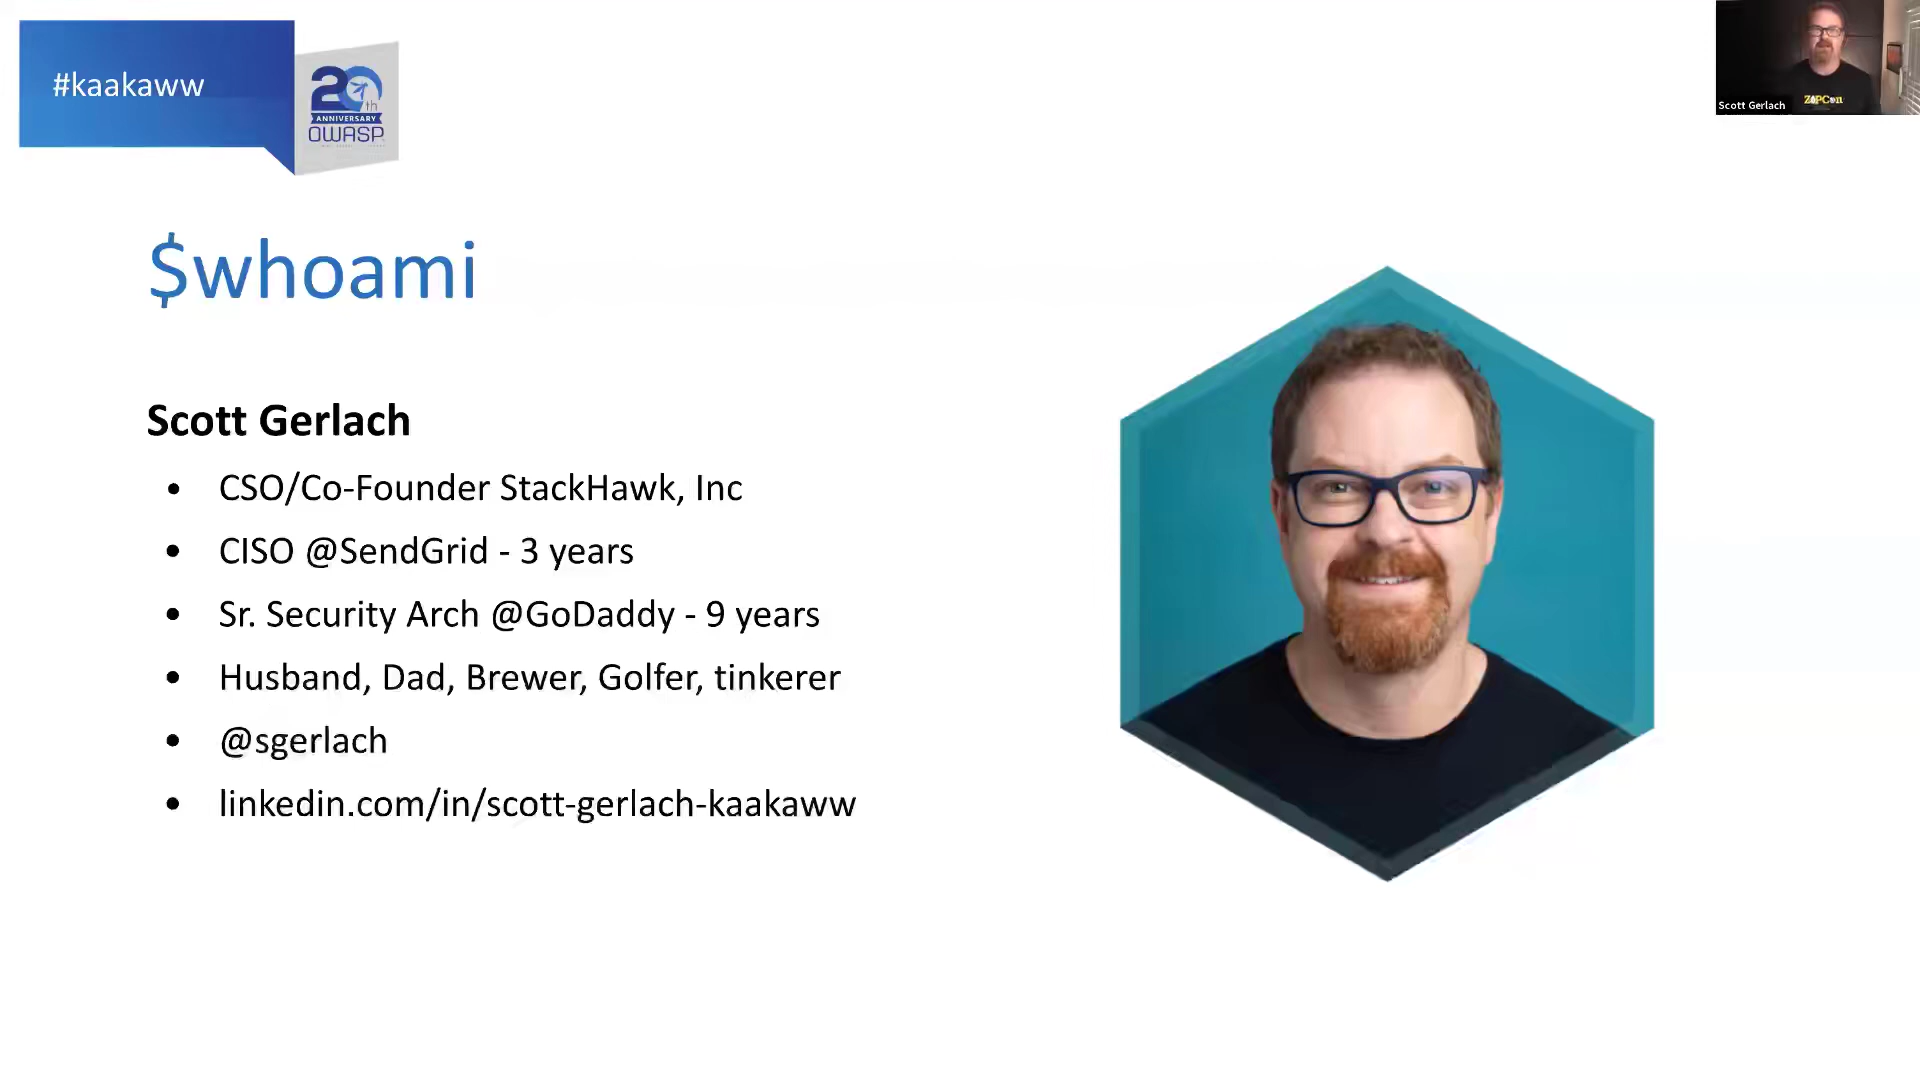 #kaakaww
20th
ANNIVERSARY
OWASP
Scott Gerlach
ZAPCon
$whoami
Scott Gerlach
• CSO/Co-Founder StackHawk, Inc
• CISO @SendGrid - 3 years
• Sr. Security Arch @GoDaddy - 9 years
• Husband, Dad, Brewer, Golfer, tinkerer
• @sgerlach
• linkedin.com/in/scott-gerlach-kaakaww